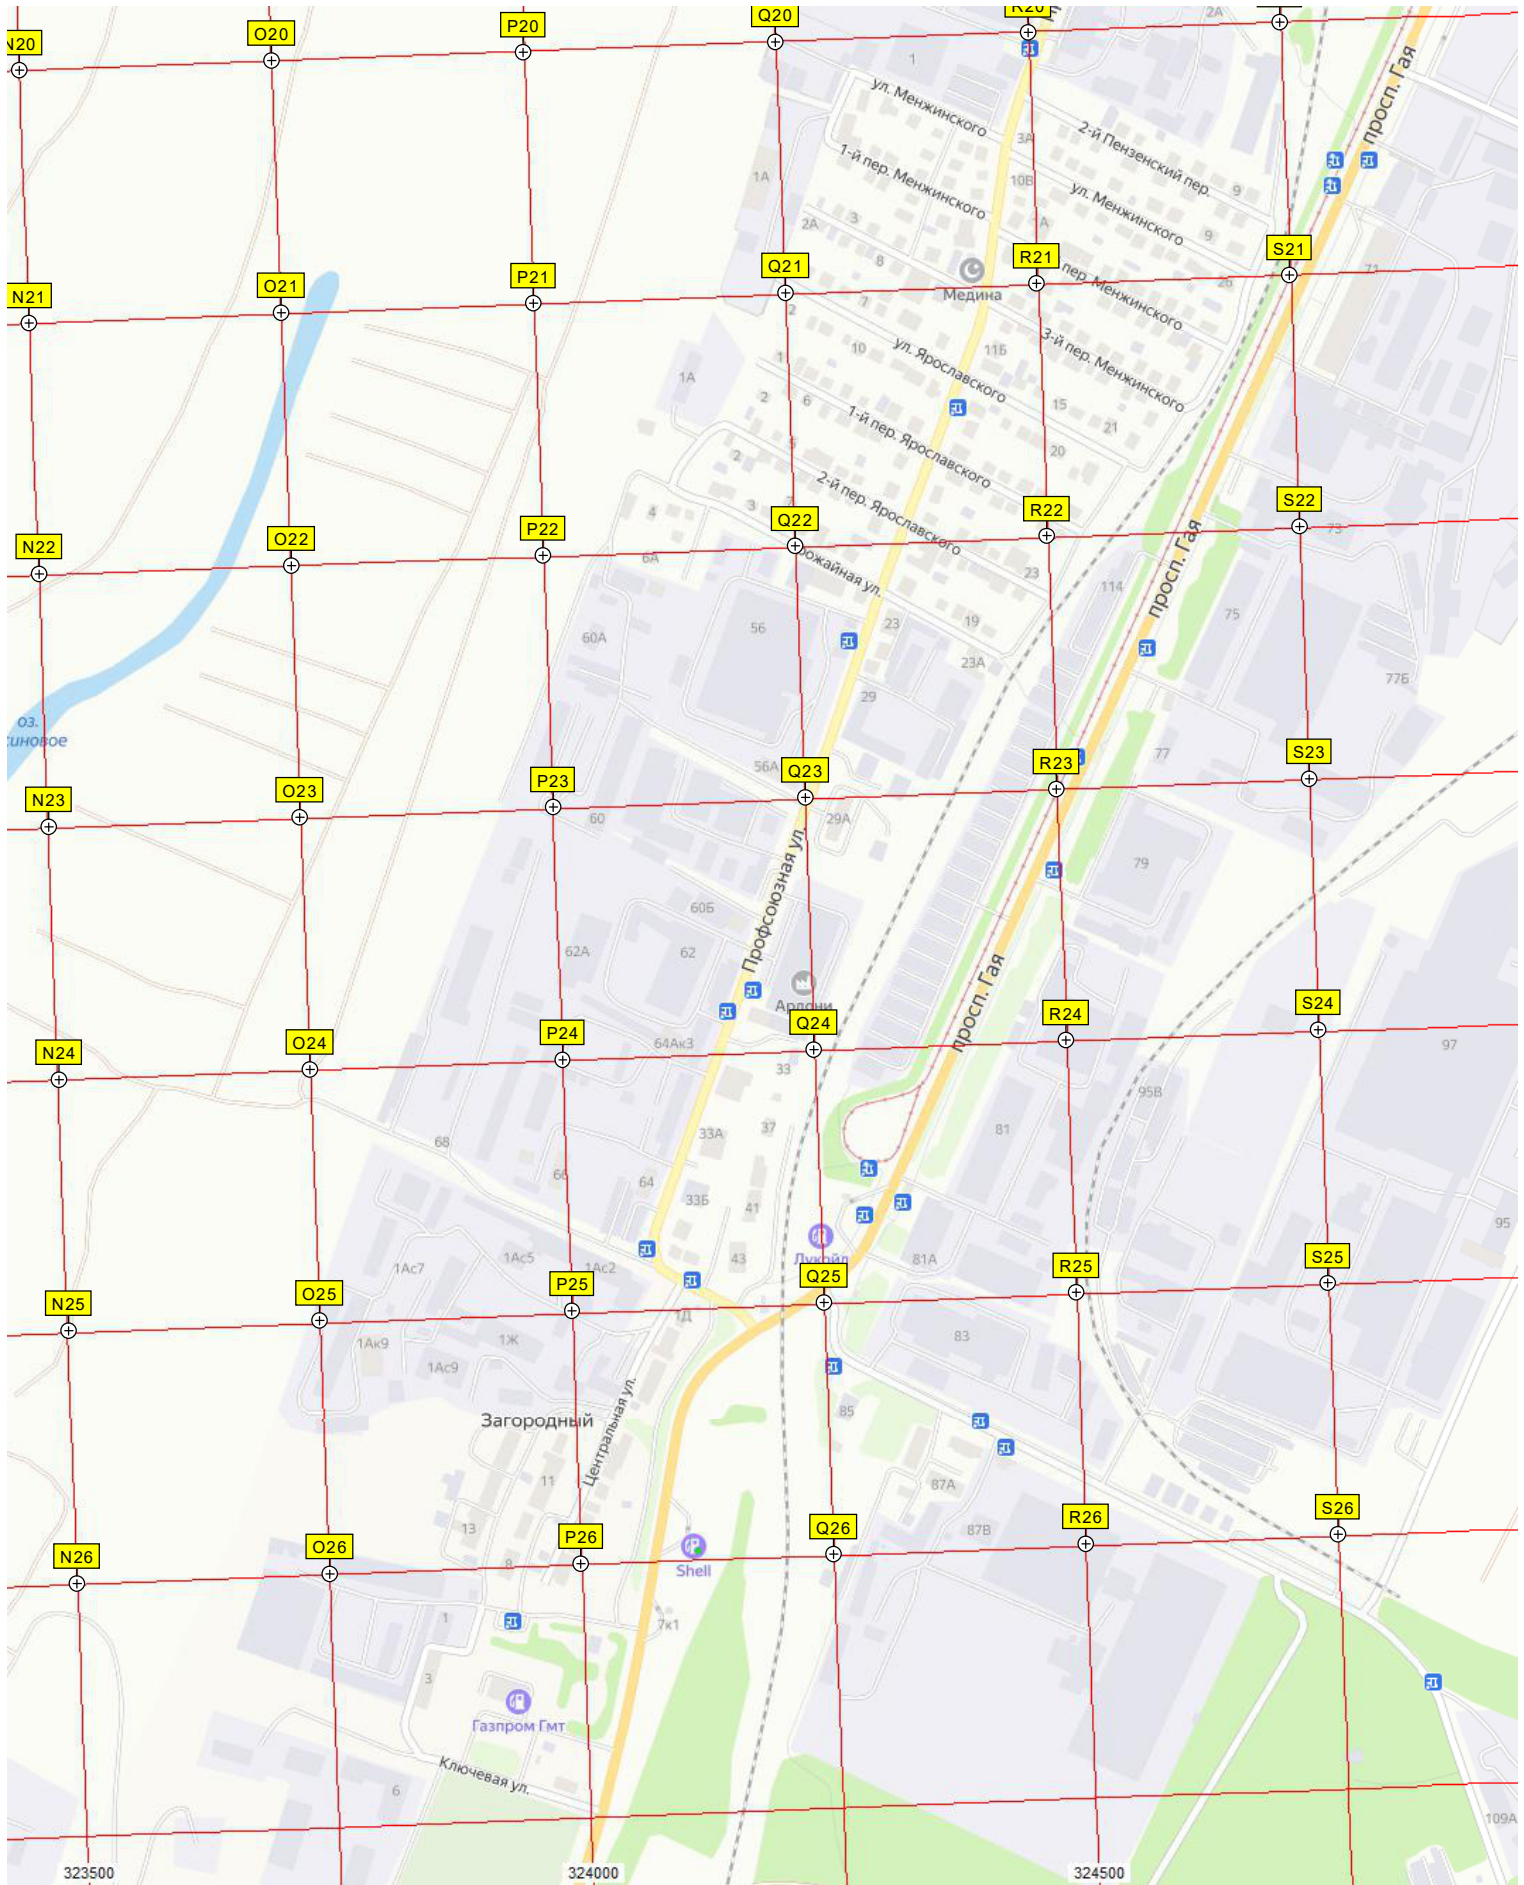 N20
O20
P20
Q20
R20
2А
1
ул. Менжинского
2-й Пензенский пер.
просп. Гая
3А
1-й пер. Менжинского
1А
10В
9
ул. Менжинского
2А
3
1А
9
8
Медина
пер. Менжинского
2В
71
N21
O21
P21
Q21
R21
S21
7
2
10
ул. Ярославского
11Б
3-й пер. Менжинского
1
1А
2
6
1-й пер. Ярославского
15
21
20
5
2
2-й пер. Ярославского
3
7
4
6А
N22
O22
P22
Q22
R22
S22
73
рожайная ул.
23
114
просп. Гая
75
60А
56
23
19
23А
29
77Б
оз.
иновое
56А
77
N23
O23
P23
Q23
R23
S23
60
29А
79
Профсоюзная ул.
60Б
62А
62
просп. Гая
Ардони
N24
O24
P24
Q24
R24
S24
64Ак3
33
97
95В
33А
37
81
68
66
64
33Б
41
95
Лукойл
1Ас7
1Ас5
1Ас2
43
81А
N25
O25
P25
Q25
R25
S25
1Д
1Ак9
1Ж
1Ас9
83
Центральная ул.
Загородный
85
11
87А
13
87В
8
N26
O26
P26
Q26
R26
S26
Shell
1
7к1
3
Газпром Гмт
Ключевая ул.
6
109А
323500
324000
324500